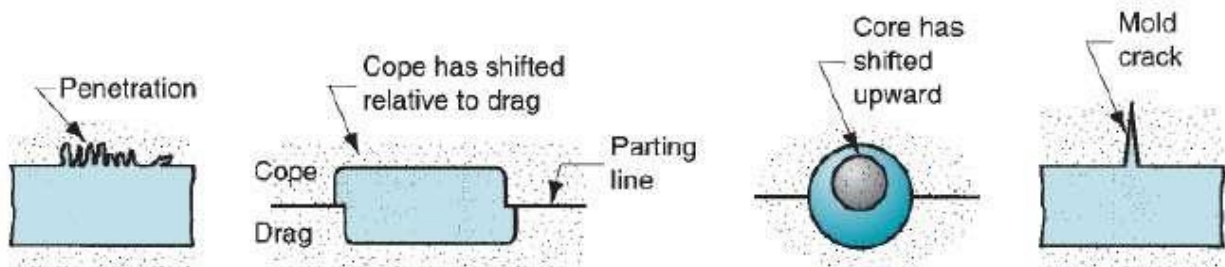 Penetration
Cope has shifted
relative to drag
Cope
Drag
Parting
line
Core has
shifted
upward
Mold
crack